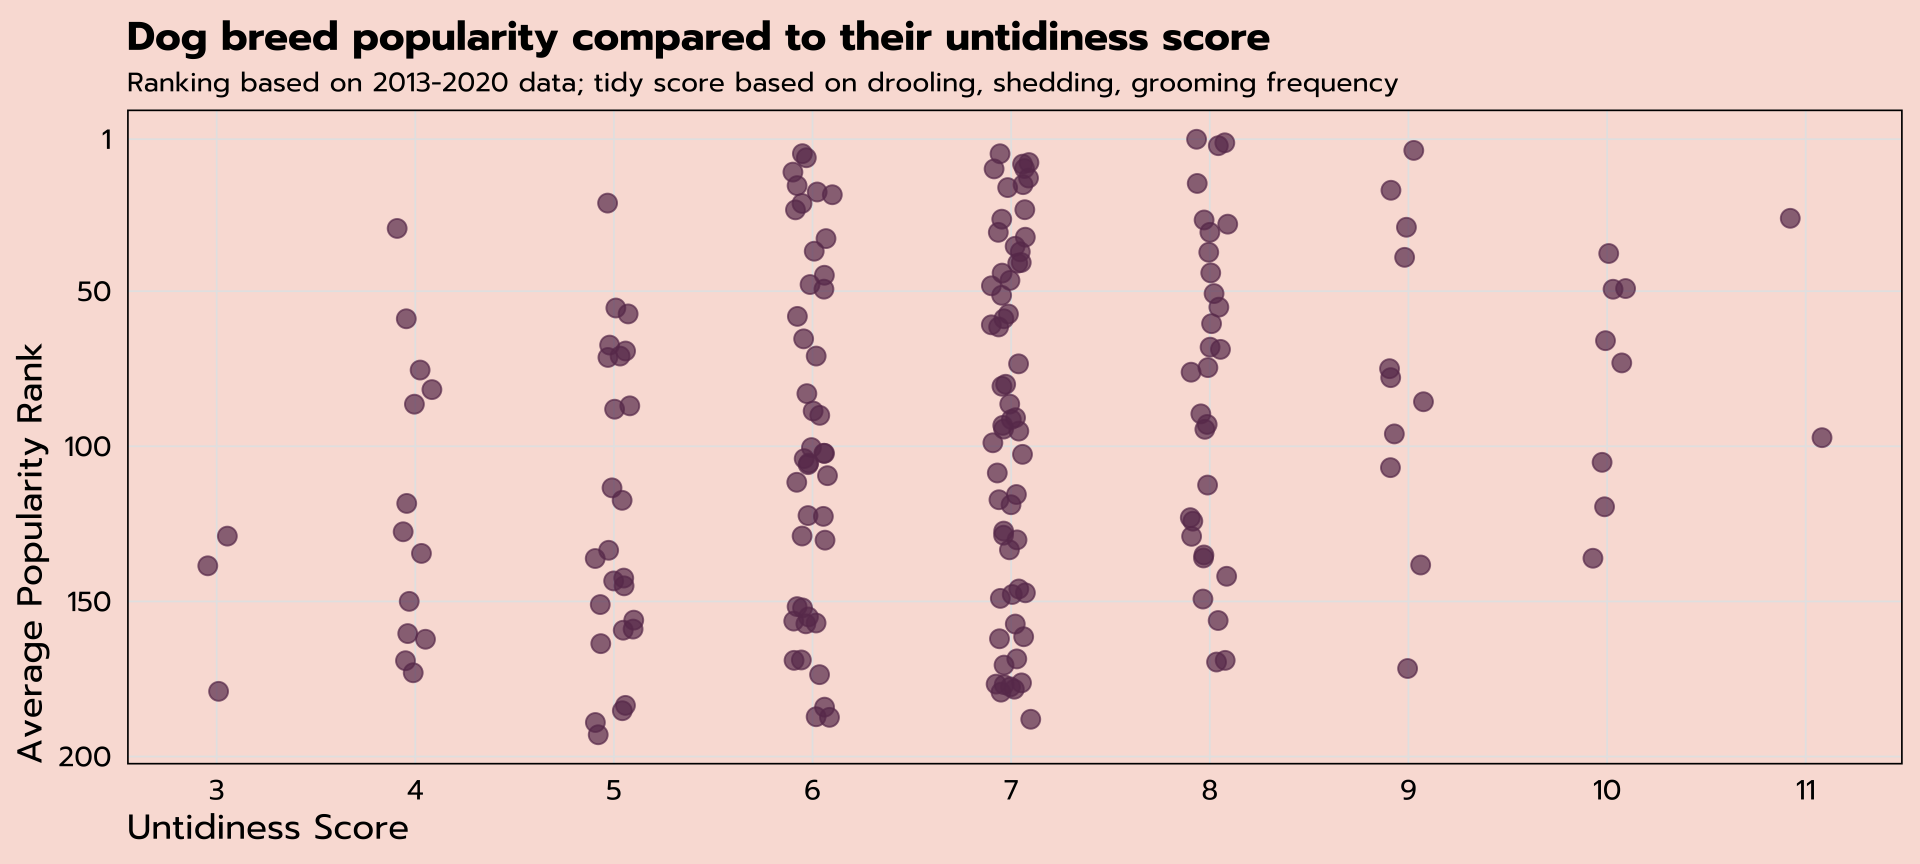 Dog breed popularity compared to their untidiness score
Ranking based on 2013-2020 data; tidy score based on drooling, shedding, grooming frequency
Average Popularity Rank
1
50
100
150
200
3 4 5 6 7 8 9 10 11
Untidiness Score